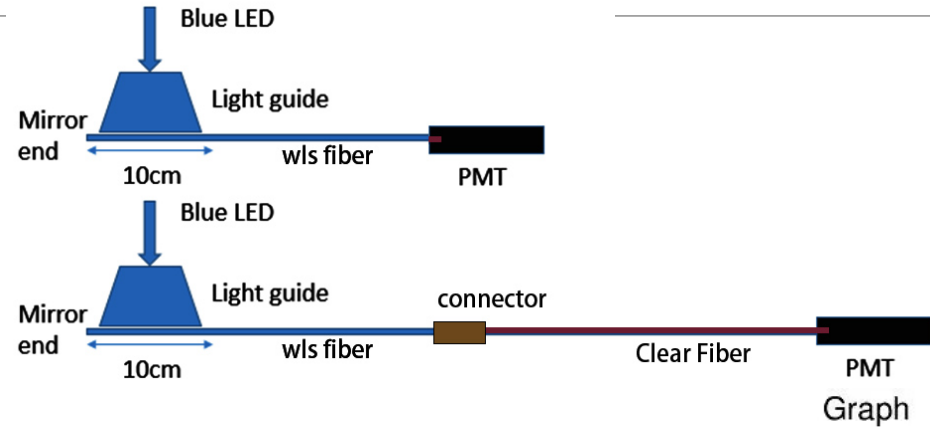 Blue LED
Light guide
Mirror
end
wls fiber
10cm
PMT
Blue LED
Light guide
connector
Mirror
end
wls fiber
Clear Fiber
10cm
PMT
Graph